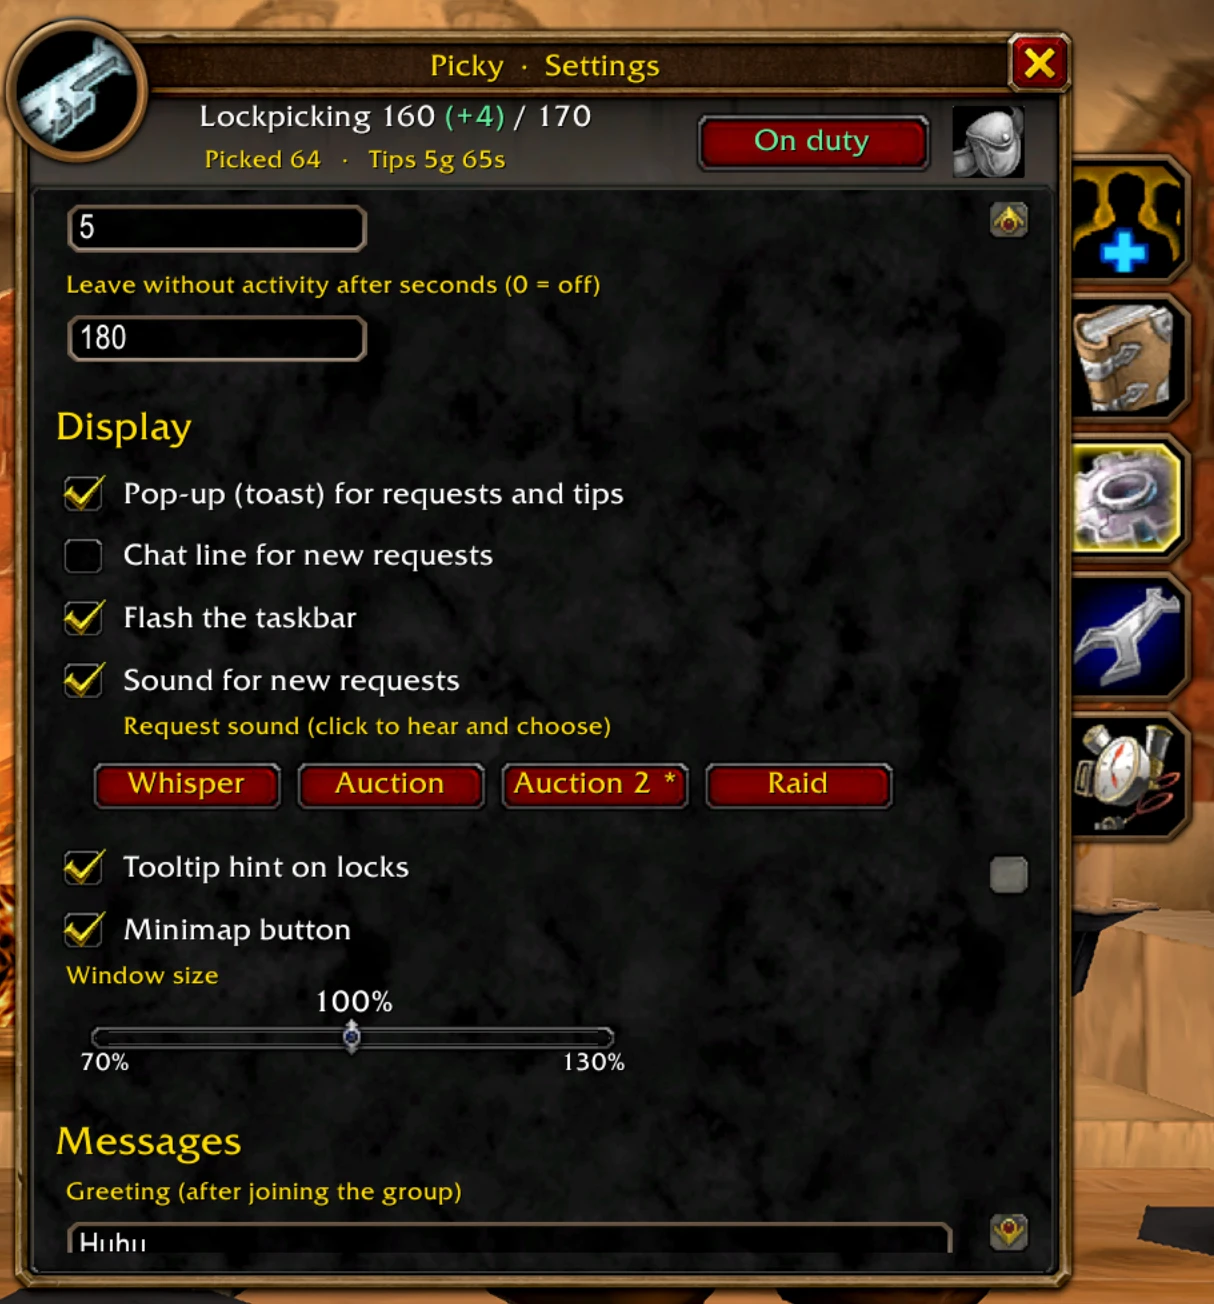 Picky · Settings
Lockpicking 160 (+4) / 170
Picked 64 · Tips 5g 65s
On duty
5
Leave without activity after seconds (0 = off)
180
Display
Pop-up (toast) for requests and tips
Chat line for new requests
Flash the taskbar
Sound for new requests
Request sound (click to hear and choose)
Whisper
Auction
Auction 2 *
Raid
Tooltip hint on locks
Minimap button
Window size
100%
70%
130%
Messages
Greeting (after joining the group)
Huhu